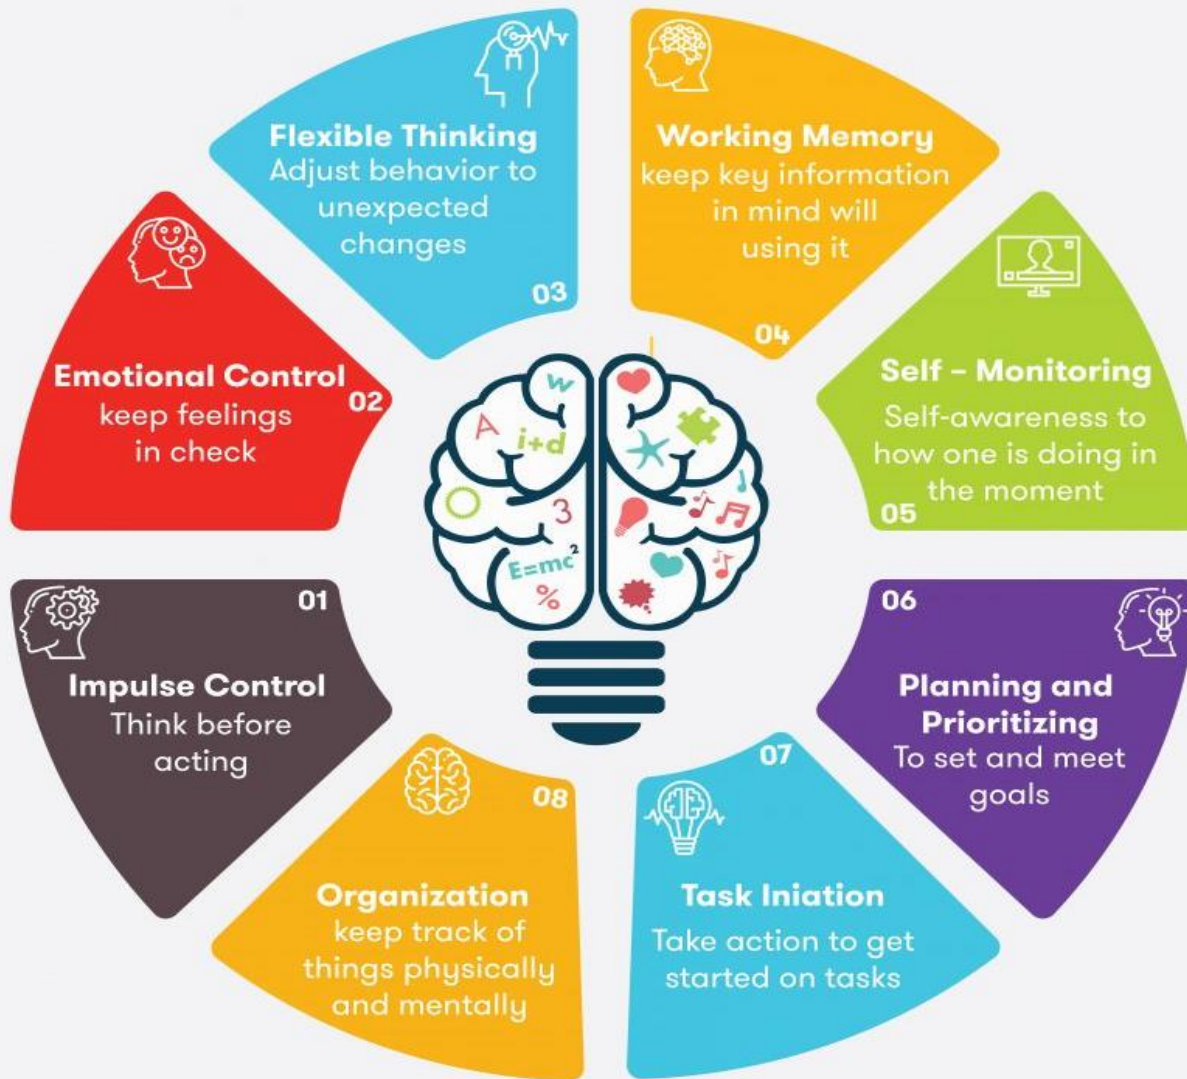 01
Impulse Control
Think before
acting
02
Emotional Control
keep feelings
in check
03
Flexible Thinking
Adjust behavior to
unexpected
changes
04
Working Memory
keep key information
in mind will
using it
05
Self – Monitoring
Self-awareness to
how one is doing in
the moment
06
Planning and
Prioritizing
To set and meet
goals
07
Task Iniation
Take action to get
started on tasks
08
Organization
keep track of
things physically
and mentally
w
A
i+d
3
E=mc²
%